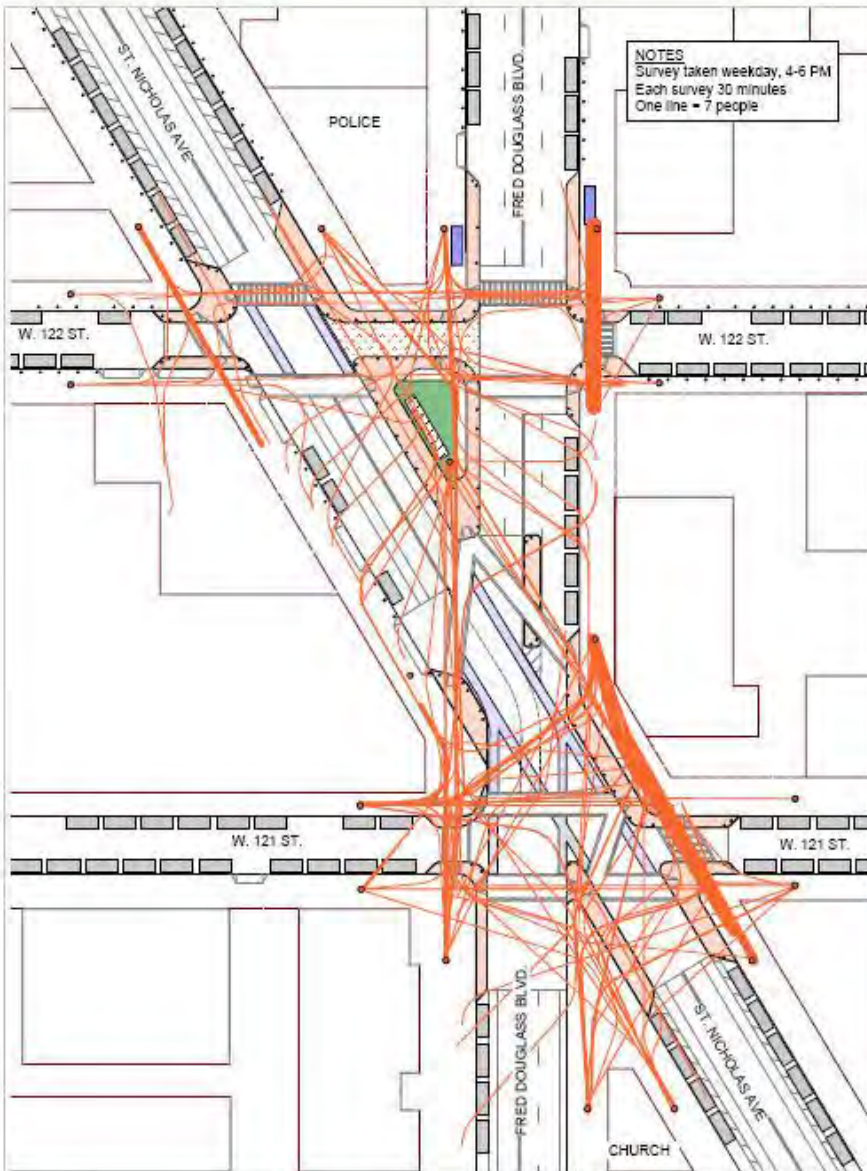 ST. NICHOLAS AVE
FRED DOUGLASS BLVD.
NOTES
Survey taken weekday, 4-6 PM
Each survey 30 minutes
One line = 7 people
POLICE
W. 122 ST.
W. 122 ST.
W. 121 ST.
W. 121 ST.
FRED DOUGLASS BLVD.
ST. NICHOLAS AVE
CHURCH